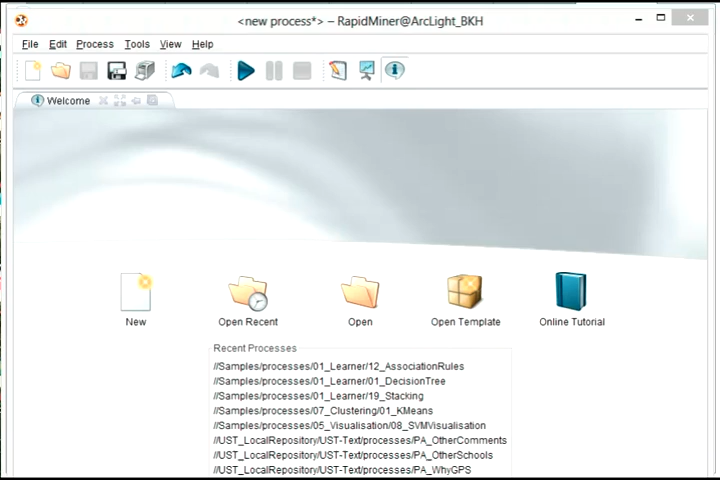 <new process*> – RapidMiner@ArcLight_BKH
File Edit Process Tools View Help
Welcome
New Open Recent Open Open Template Online Tutorial
Recent Processes
//Samples/processes/01_Learner/12_AssociationRules
//Samples/processes/01_Learner/01_DecisionTree
//Samples/processes/01_Learner/19_Stacking
//Samples/processes/07_Clustering/01_KMeans
//Samples/processes/05_Visualisation/08_SVMVisualisation
//UST_LocalRepository/UST-Text/processes/PA_OtherComments
//UST_LocalRepository/UST-Text/processes/PA_OtherSchools
//UST_LocalRepository/UST-Text/processes/PA_WhyGPS